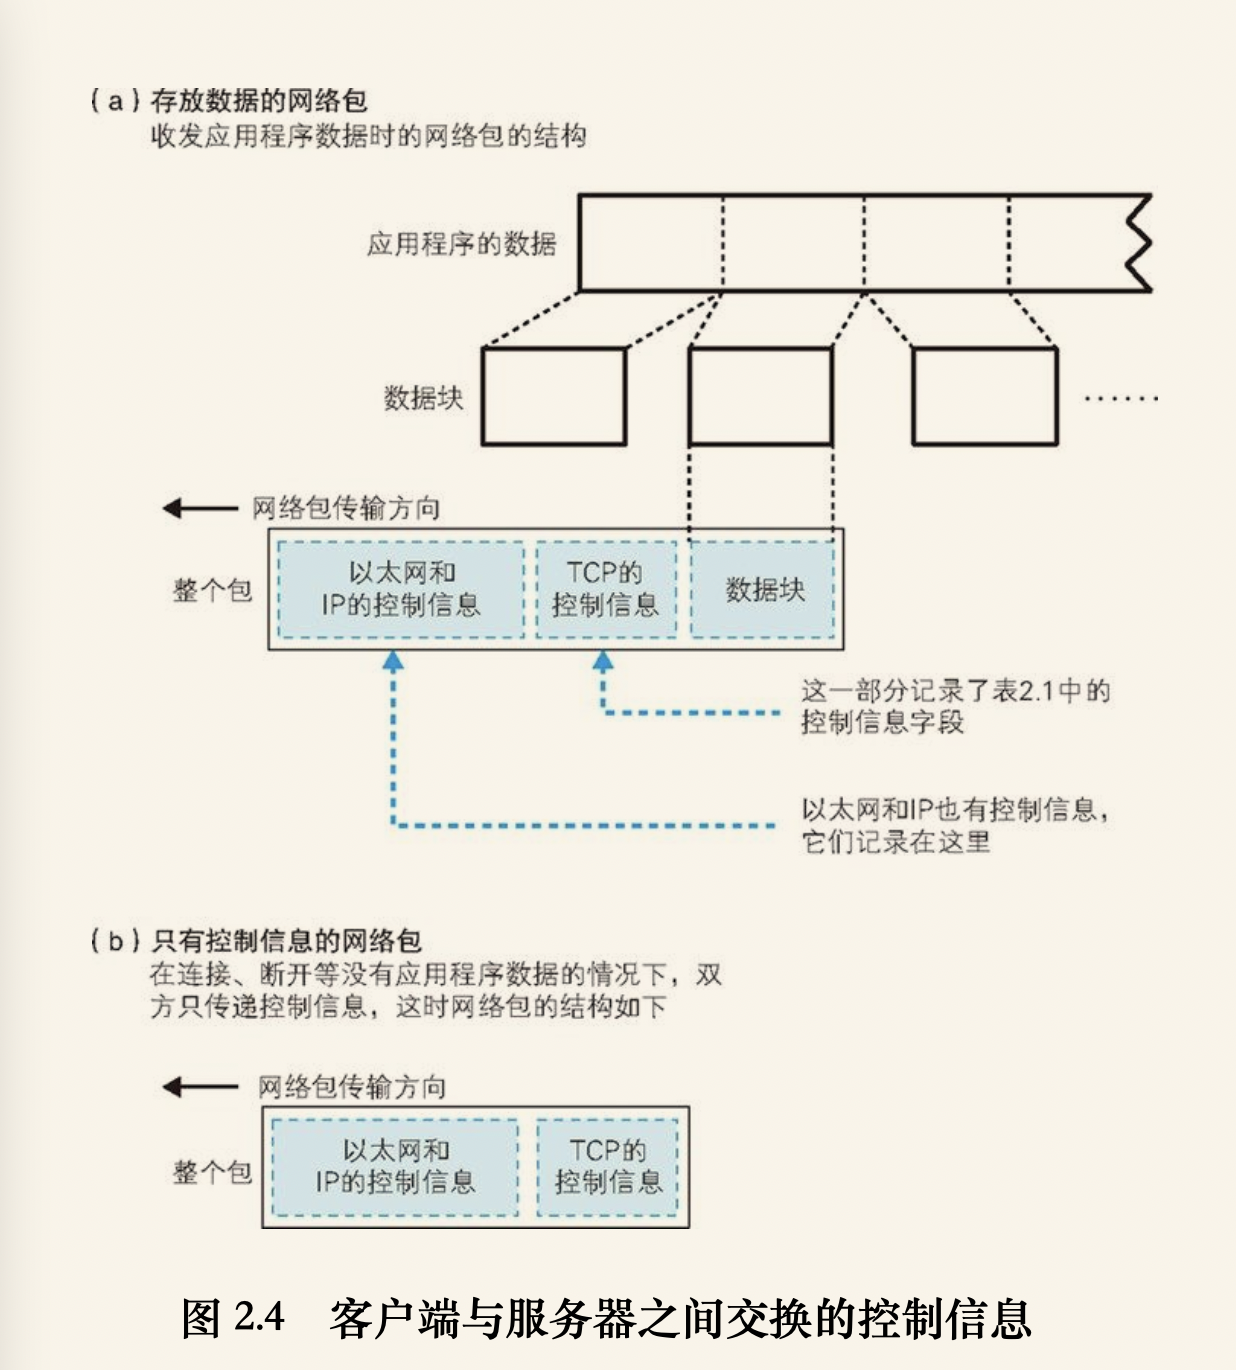 (a) 存放数据的网络包
收发应用程序数据时的网络包的结构
应用程序的数据
数据块
……
网络包传输方向
整个包
以太网和
IP的控制信息
TCP的
控制信息
数据块
这一部分记录了表2.1中的
控制信息字段
以太网和IP也有控制信息，
它们记录在这里
(b) 只有控制信息的网络包
在连接、断开等没有应用程序数据的情况下，双
方只传递控制信息，这时网络包的结构如下
网络包传输方向
整个包
以太网和
IP的控制信息
TCP的
控制信息
图 2.4　客户端与服务器之间交换的控制信息